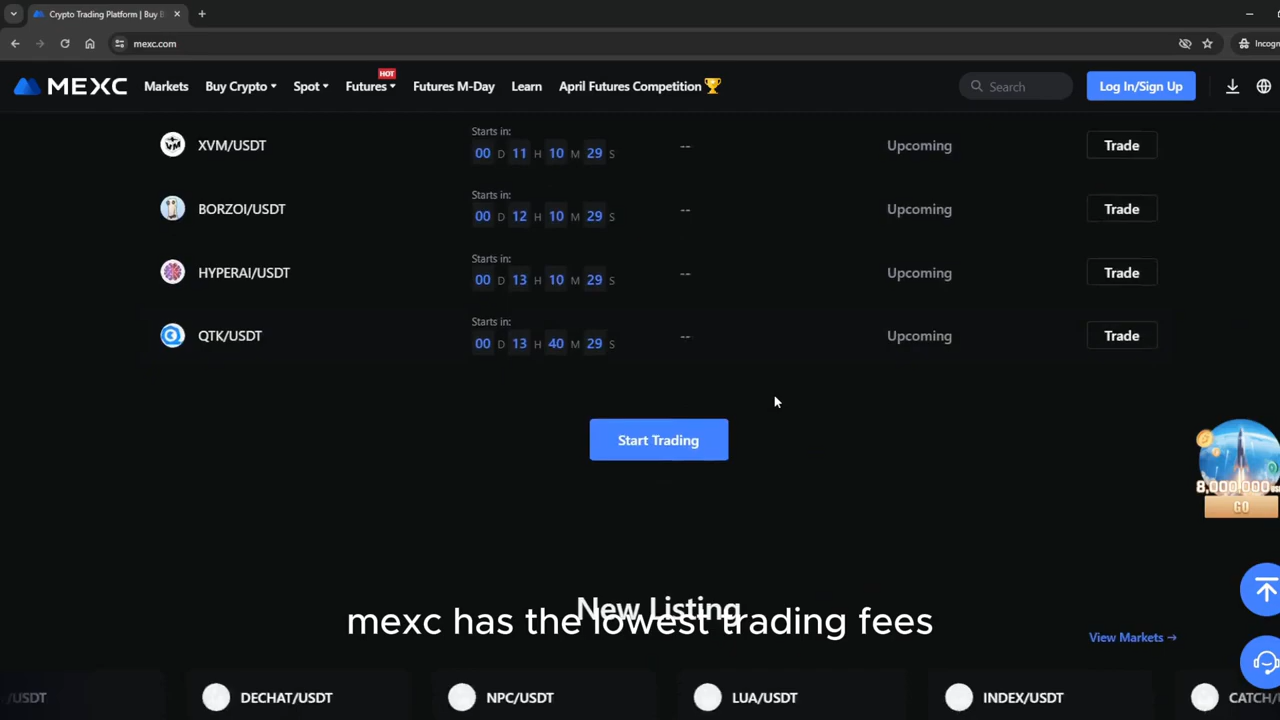 Crypto Trading Platform | Buy B
mexc.com
Incogn
MEXC
Markets
Buy Crypto
Spot
HOT
Futures
Futures M-Day
Learn
April Futures Competition
Search
Log In/Sign Up
XVM/USDT
Starts in:
00 D 11 H 10 M 29 S
--
Upcoming
Trade
BORZOI/USDT
Starts in:
00 D 12 H 10 M 29 S
--
Upcoming
Trade
HYPERAI/USDT
Starts in:
00 D 13 H 10 M 29 S
--
Upcoming
Trade
QTK/USDT
Starts in:
00 D 13 H 40 M 29 S
--
Upcoming
Trade
Start Trading
8,000,000
GO
New Listing
mexc has the lowest trading fees
View Markets →
/USDT
DECHAT/USDT
NPC/USDT
LUA/USDT
INDEX/USDT
CATCH/